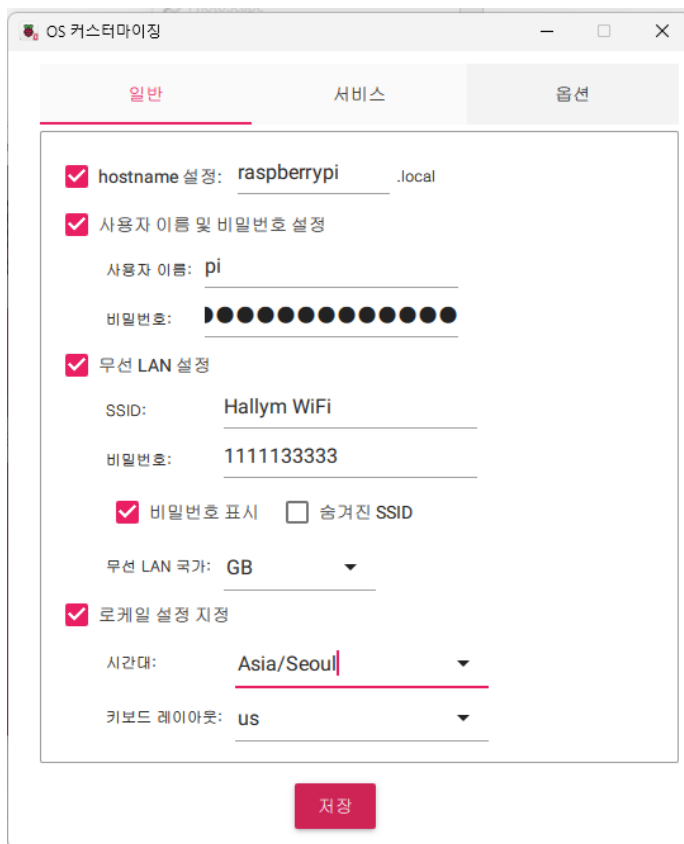 OS 커스터마이징
일반 서비스 옵션
hostname 설정: raspberrypi .local
사용자 이름 및 비밀번호 설정
사용자 이름: pi
비밀번호: ●●●●●●●●●●●●●
무선 LAN 설정
SSID: Hallym WiFi
비밀번호: 1111133333
비밀번호 표시 숨겨진 SSID
무선 LAN 국가: GB
로케일 설정 지정
시간대: Asia/Seoul
키보드 레이아웃: us
저장